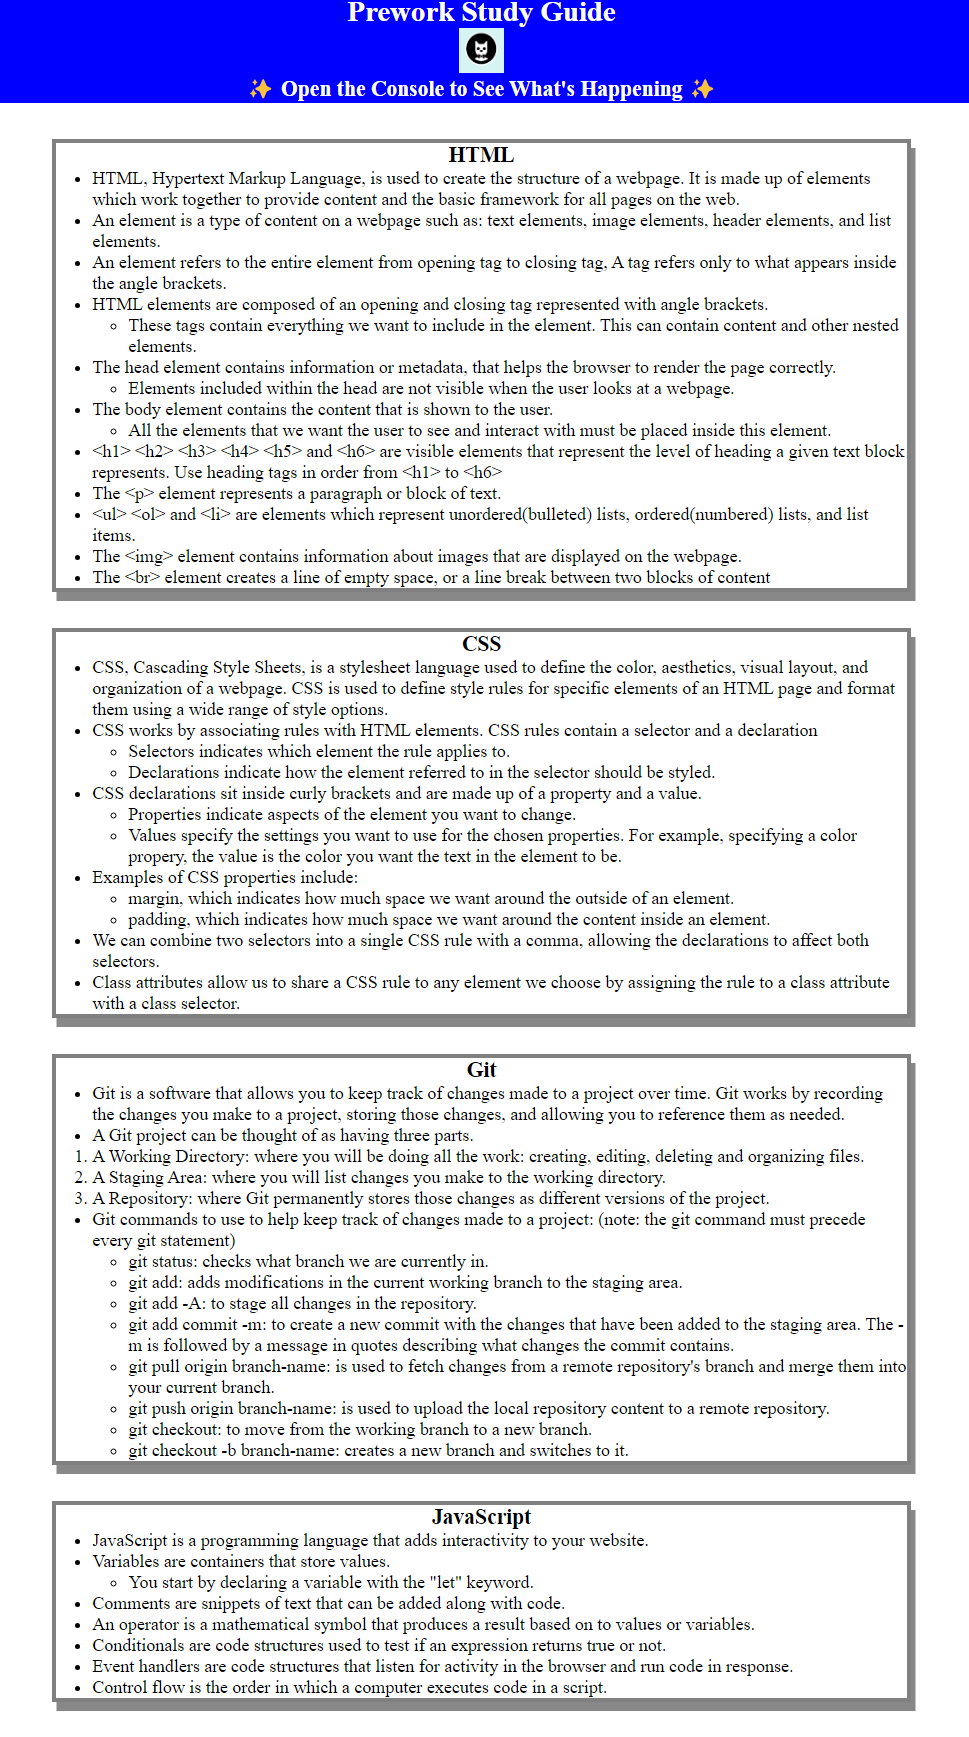 Prework Study Guide
✨ Open the Console to See What's Happening ✨
HTML
• HTML, Hypertext Markup Language, is used to create the structure of a webpage. It is made up of elements
which work together to provide content and the basic framework for all pages on the web.
• An element is a type of content on a webpage such as: text elements, image elements, header elements, and list
elements.
• An element refers to the entire element from opening tag to closing tag, A tag refers only to what appears inside
the angle brackets.
• HTML elements are composed of an opening and closing tag represented with angle brackets.
◦ These tags contain everything we want to include in the element. This can contain content and other nested
elements.
• The head element contains information or metadata, that helps the browser to render the page correctly.
◦ Elements included within the head are not visible when the user looks at a webpage.
• The body element contains the content that is shown to the user.
◦ All the elements that we want the user to see and interact with must be placed inside this element.
• <h1> <h2> <h3> <h4> <h5> and <h6> are visible elements that represent the level of heading a given text block
represents. Use heading tags in order from <h1> to <h6>
• The <p> element represents a paragraph or block of text.
• <ul> <ol> and <li> are elements which represent unordered(bulleted) lists, ordered(numbered) lists, and list
items.
• The <img> element contains information about images that are displayed on the webpage.
• The <br> element creates a line of empty space, or a line break between two blocks of content
CSS
• CSS, Cascading Style Sheets, is a stylesheet language used to define the color, aesthetics, visual layout, and
organization of a webpage. CSS is used to define style rules for specific elements of an HTML page and format
them using a wide range of style options.
• CSS works by associating rules with HTML elements. CSS rules contain a selector and a declaration
◦ Selectors indicates which element the rule applies to.
◦ Declarations indicate how the element referred to in the selector should be styled.
• CSS declarations sit inside curly brackets and are made up of a property and a value.
◦ Properties indicate aspects of the element you want to change.
◦ Values specify the settings you want to use for the chosen properties. For example, specifying a color
propery, the value is the color you want the text in the element to be.
• Examples of CSS properties include:
◦ margin, which indicates how much space we want around the outside of an element.
◦ padding, which indicates how much space we want around the content inside an element.
• We can combine two selectors into a single CSS rule with a comma, allowing the declarations to affect both
selectors.
• Class attributes allow us to share a CSS rule to any element we choose by assigning the rule to a class attribute
with a class selector.
Git
• Git is a software that allows you to keep track of changes made to a project over time. Git works by recording
the changes you make to a project, storing those changes, and allowing you to reference them as needed.
• A Git project can be thought of as having three parts.
1. A Working Directory: where you will be doing all the work: creating, editing, deleting and organizing files.
2. A Staging Area: where you will list changes you make to the working directory.
3. A Repository: where Git permanently stores those changes as different versions of the project.
• Git commands to use to help keep track of changes made to a project: (note: the git command must precede
every git statement)
◦ git status: checks what branch we are currently in.
◦ git add: adds modifications in the current working branch to the staging area.
◦ git add -A: to stage all changes in the repository.
◦ git add commit -m: to create a new commit with the changes that have been added to the staging area. The -
m is followed by a message in quotes describing what changes the commit contains.
◦ git pull origin branch-name: is used to fetch changes from a remote repository's branch and merge them into
your current branch.
◦ git push origin branch-name: is used to upload the local repository content to a remote repository.
◦ git checkout: to move from the working branch to a new branch.
◦ git checkout -b branch-name: creates a new branch and switches to it.
JavaScript
• JavaScript is a programming language that adds interactivity to your website.
• Variables are containers that store values.
◦ You start by declaring a variable with the "let" keyword.
• Comments are snippets of text that can be added along with code.
• An operator is a mathematical symbol that produces a result based on to values or variables.
• Conditionals are code structures used to test if an expression returns true or not.
• Event handlers are code structures that listen for activity in the browser and run code in response.
• Control flow is the order in which a computer executes code in a script.